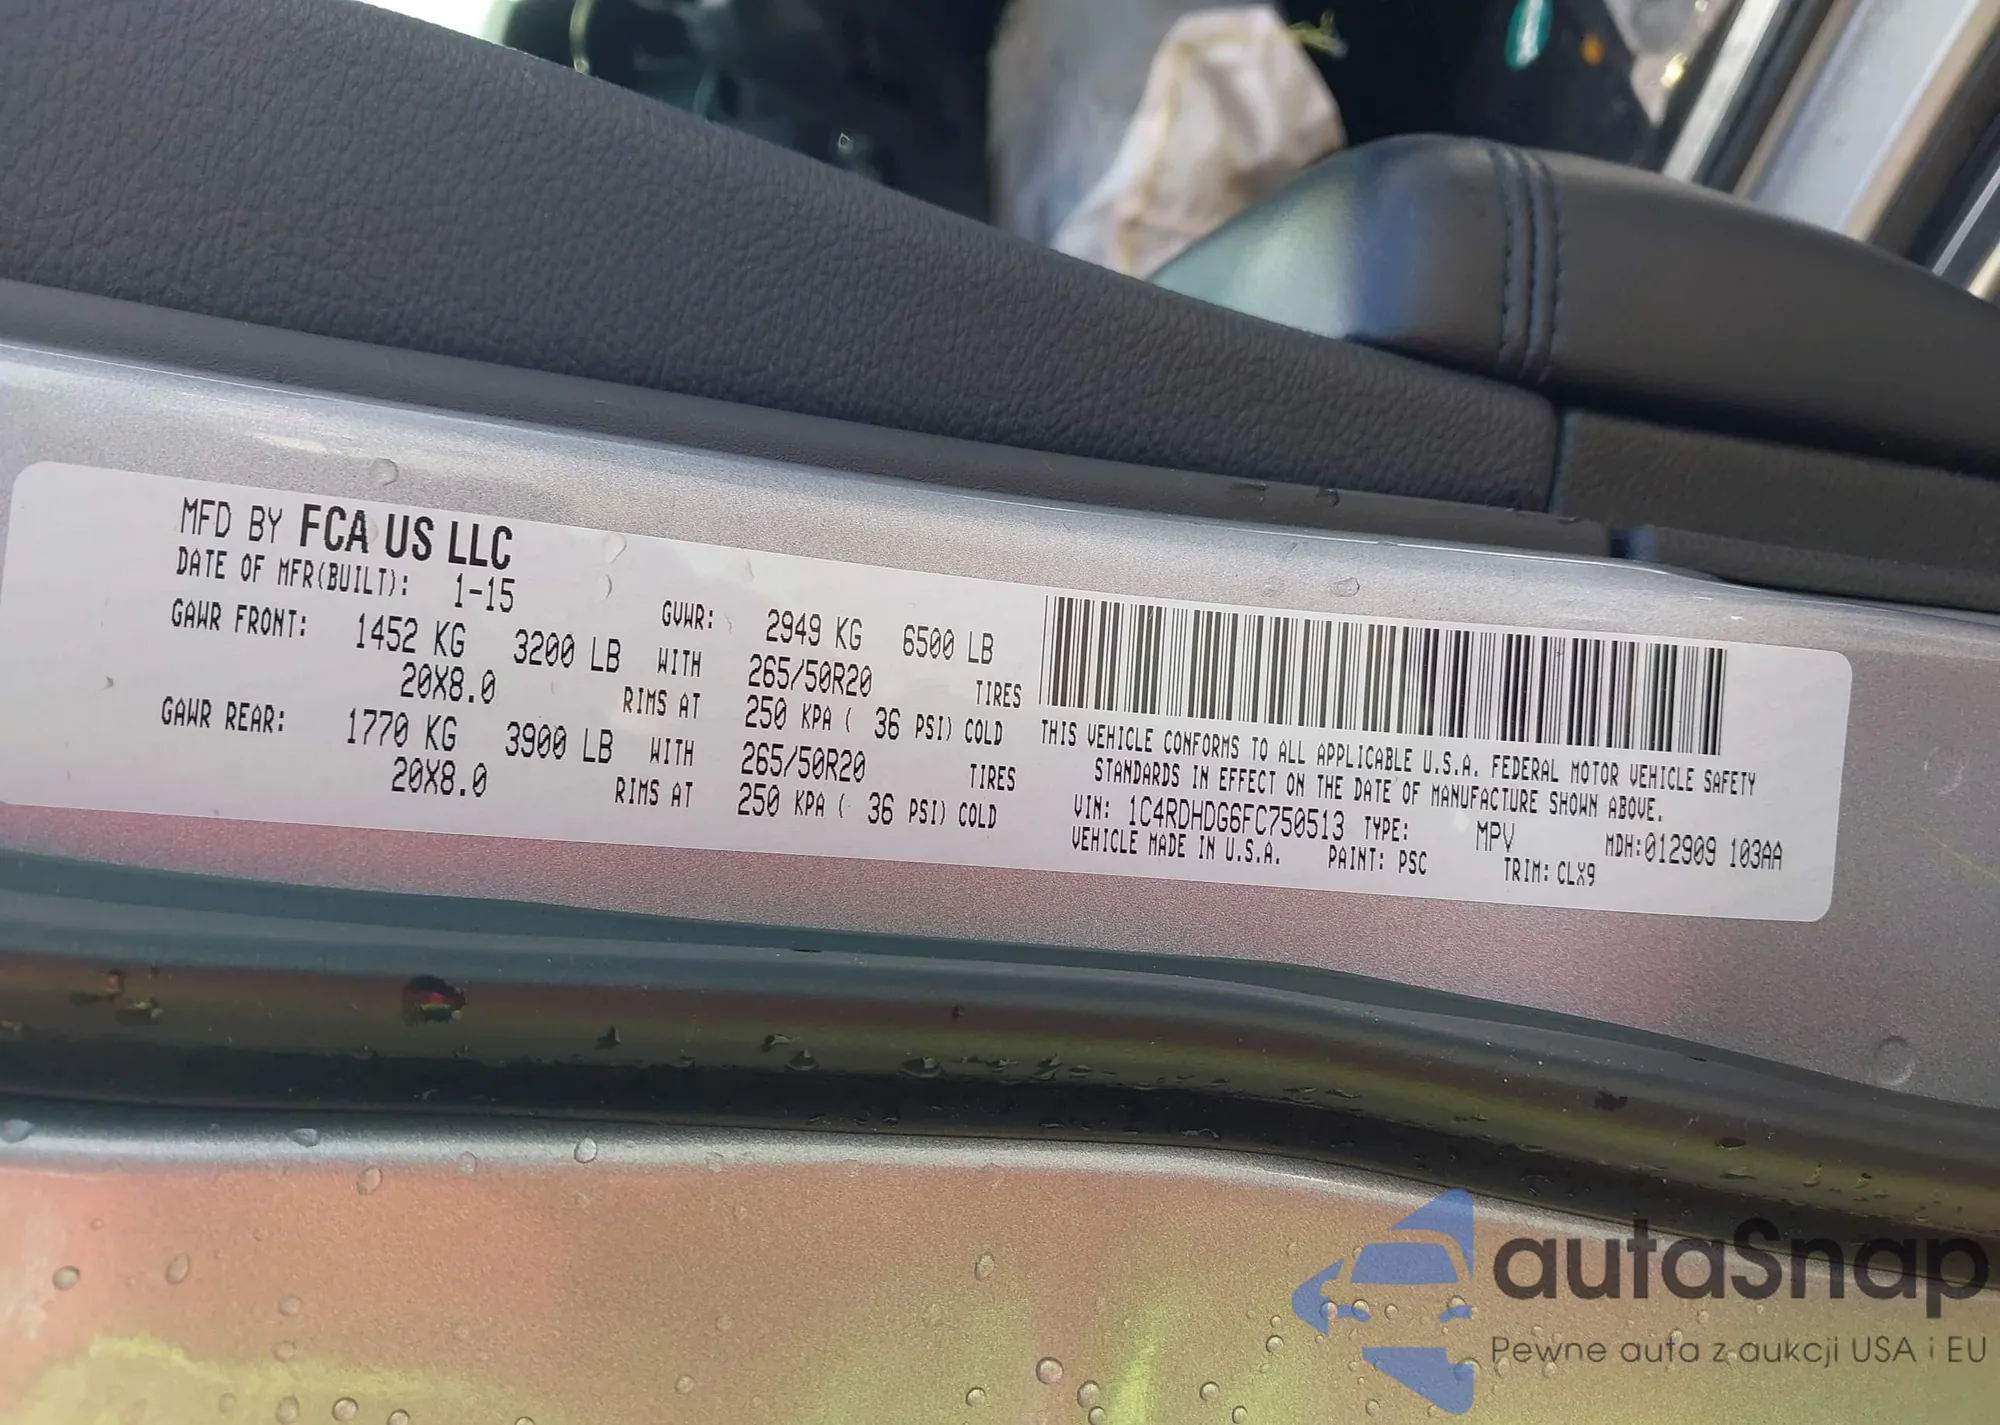 MFD BY FCA US LLC
DATE OF MFR(BUILT): 1-15
GVWR: 2949 KG 6500 LB
GAWR FRONT: 1452 KG 3200 LB WITH 265/50R20 TIRES
20X8.0 RIMS AT 250 KPA ( 36 PSI) COLD
GAWR REAR: 1770 KG 3900 LB WITH 265/50R20 TIRES
20X8.0 RIMS AT 250 KPA ( 36 PSI) COLD
THIS VEHICLE CONFORMS TO ALL APPLICABLE U.S.A. FEDERAL MOTOR VEHICLE SAFETY
STANDARDS IN EFFECT ON THE DATE OF MANUFACTURE SHOWN ABOVE.
VIN: 1C4RDHDG6FC750513 TYPE: MPV MDH:012909 103AA
VEHICLE MADE IN U.S.A. PAINT: PSC TRIM: CLX9
autaSnap
Pewne auta z aukcji USA i EU